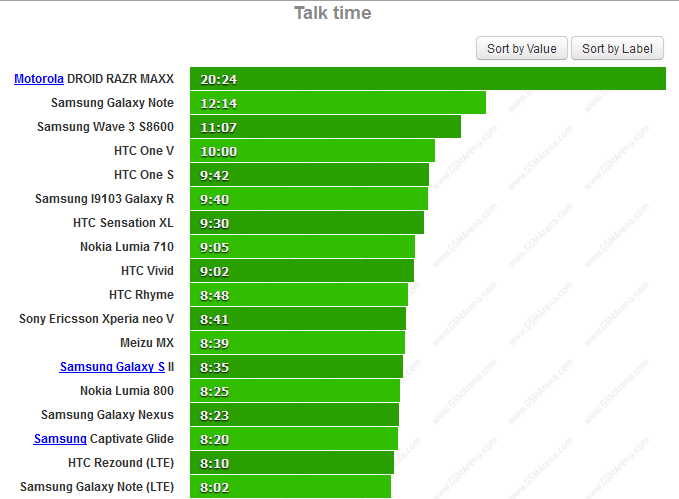 Talk time
Sort by Value Sort by Label
Motorola DROID RAZR MAXX 20:24
Samsung Galaxy Note 12:14
Samsung Wave 3 S8600 11:07
HTC One V 10:00
HTC One S 9:42
Samsung I9103 Galaxy R 9:40
HTC Sensation XL 9:30
Nokia Lumia 710 9:05
HTC Vivid 9:02
HTC Rhyme 8:48
Sony Ericsson Xperia neo V 8:41
Meizu MX 8:39
Samsung Galaxy S II 8:35
Nokia Lumia 800 8:25
Samsung Galaxy Nexus 8:23
Samsung Captivate Glide 8:20
HTC Rezound (LTE) 8:10
Samsung Galaxy Note (LTE) 8:02
www.GSMArena.com